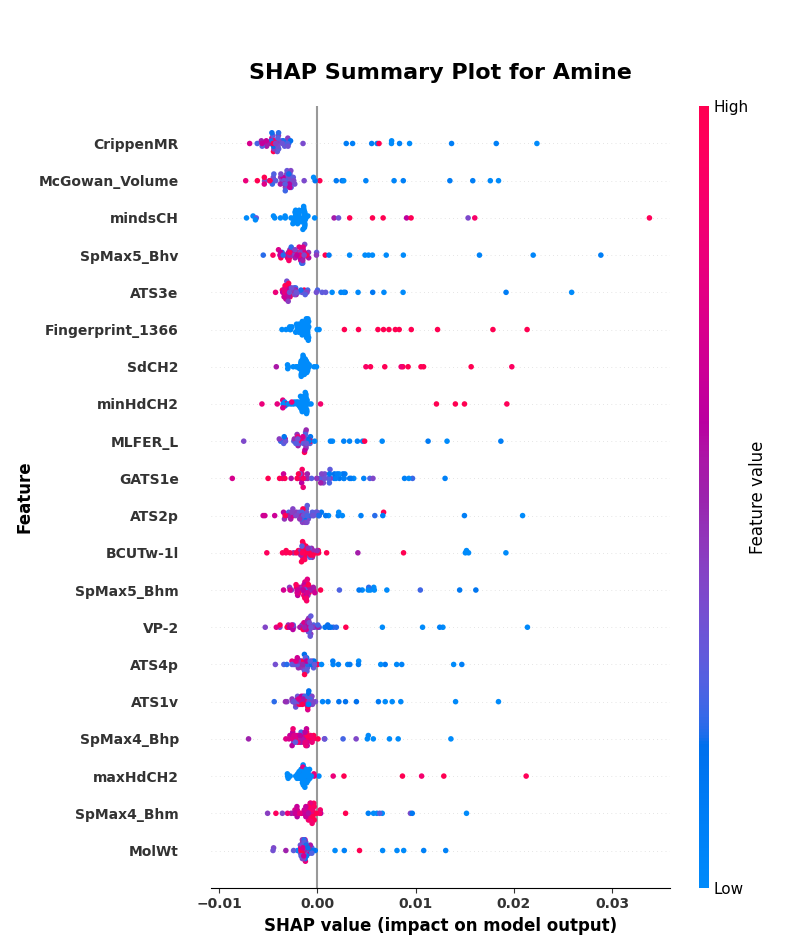 SHAP Summary Plot for Amine
High
CrippenMR
McGowan_Volume
mindsCH
SpMax5_Bhv
ATS3e
Fingerprint_1366
SdCH2
minHdCH2
MLFER_L
GATS1e
ATS2p
BCUTw-1l
SpMax5_Bhm
VP-2
ATS4p
ATS1v
SpMax4_Bhp
maxHdCH2
SpMax4_Bhm
MolWt
Feature
Feature value
Low
−0.01 0.00 0.01 0.02 0.03
SHAP value (impact on model output)